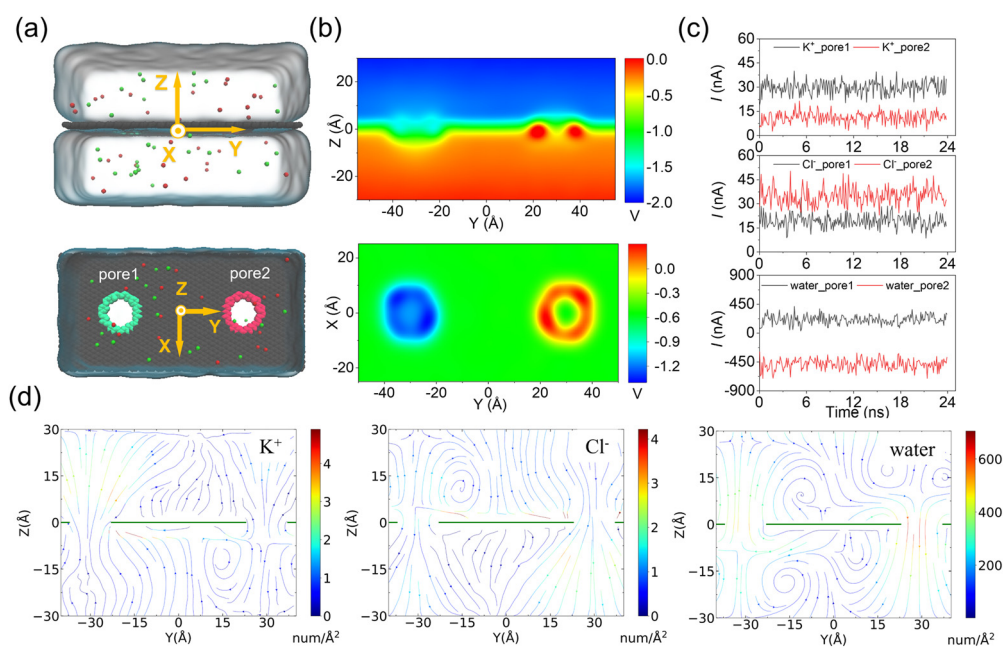 (a)
Z
X
Y
pore1
pore2
Z
Y
X
(b)
20
0
-20
Z (Å)
-40 -20 0 20 40
Y (Å)
0.0
-0.5
-1.0
-1.5
-2.0
V
20
10
0
-10
-20
X (Å)
-40 -20 0 20 40
Y (Å)
0.0
-0.3
-0.6
-0.9
-1.2
V
(c)
K⁺_pore1 K⁺_pore2
60
45
30
15
0
I (nA)
Cl⁻_pore1 Cl⁻_pore2
60
45
30
15
0
I (nA)
water_pore1 water_pore2
900
450
0
-450
-900
I (nA)
0 6 12 18 24
Time (ns)
(d)
K⁺
30
15
0
−15
−30
Z(Å)
−30 −15 0 15 30
Y(Å)
4
3
2
1
0
num/Å²
Cl⁻
30
15
0
−15
−30
Z(Å)
−30 −15 0 15 30
Y(Å)
4
3
2
1
0
num/Å²
water
30
15
0
−15
−30
Z(Å)
−30 −15 0 15 30
Y(Å)
600
400
200
num/Å²